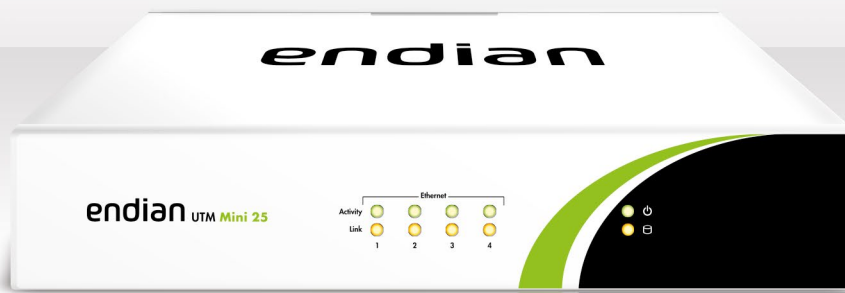 endian
endian UTM Mini 25
Ethernet
Activity
Link
1 2 3 4